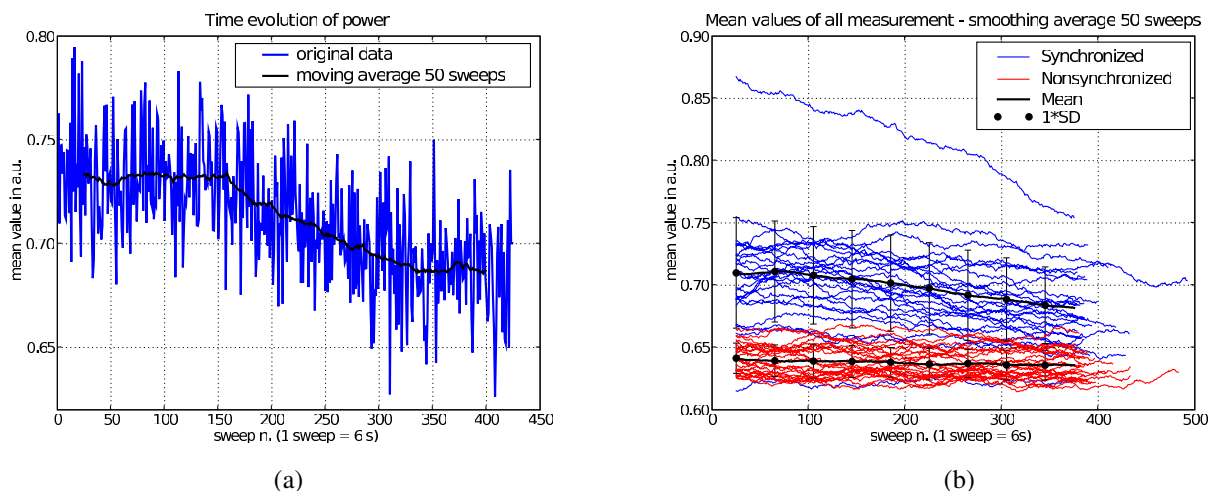 Time evolution of power
original data
moving average 50 sweeps
mean value in a.u.
0.80
0.75
0.70
0.65
0 50 100 150 200 250 300 350 400 450
sweep n. (1 sweep = 6 s)
(a)
Mean values of all measurement - smoothing average 50 sweeps
Synchronized
Nonsynchronized
Mean
1*SD
mean value in a.u.
0.90
0.85
0.80
0.75
0.70
0.65
0.60
0 100 200 300 400 500
sweep n. (1 sweep = 6s)
(b)